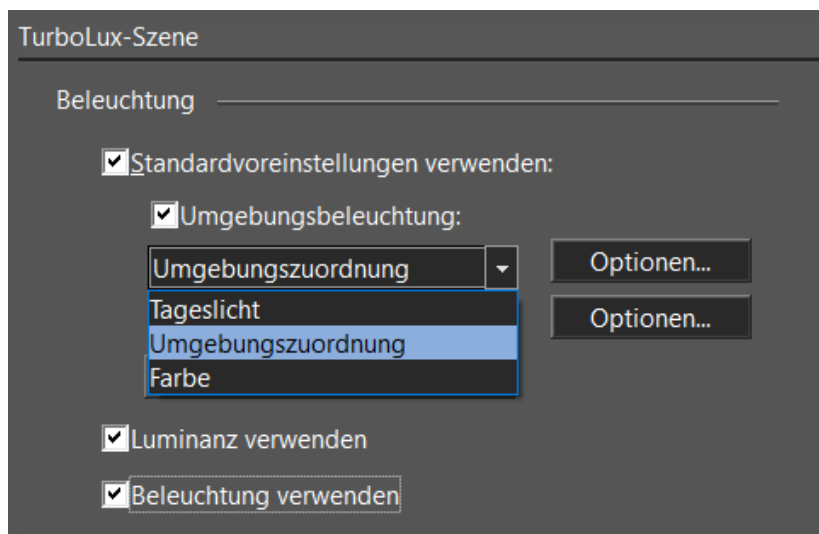 TurboLux-Szene
Beleuchtung
Standardvoreinstellungen verwenden:
Umgebungsbeleuchtung:
Umgebungszuordnung
Optionen...
Tageslicht
Optionen...
Umgebungszuordnung
Farbe
Luminanz verwenden
Beleuchtung verwenden